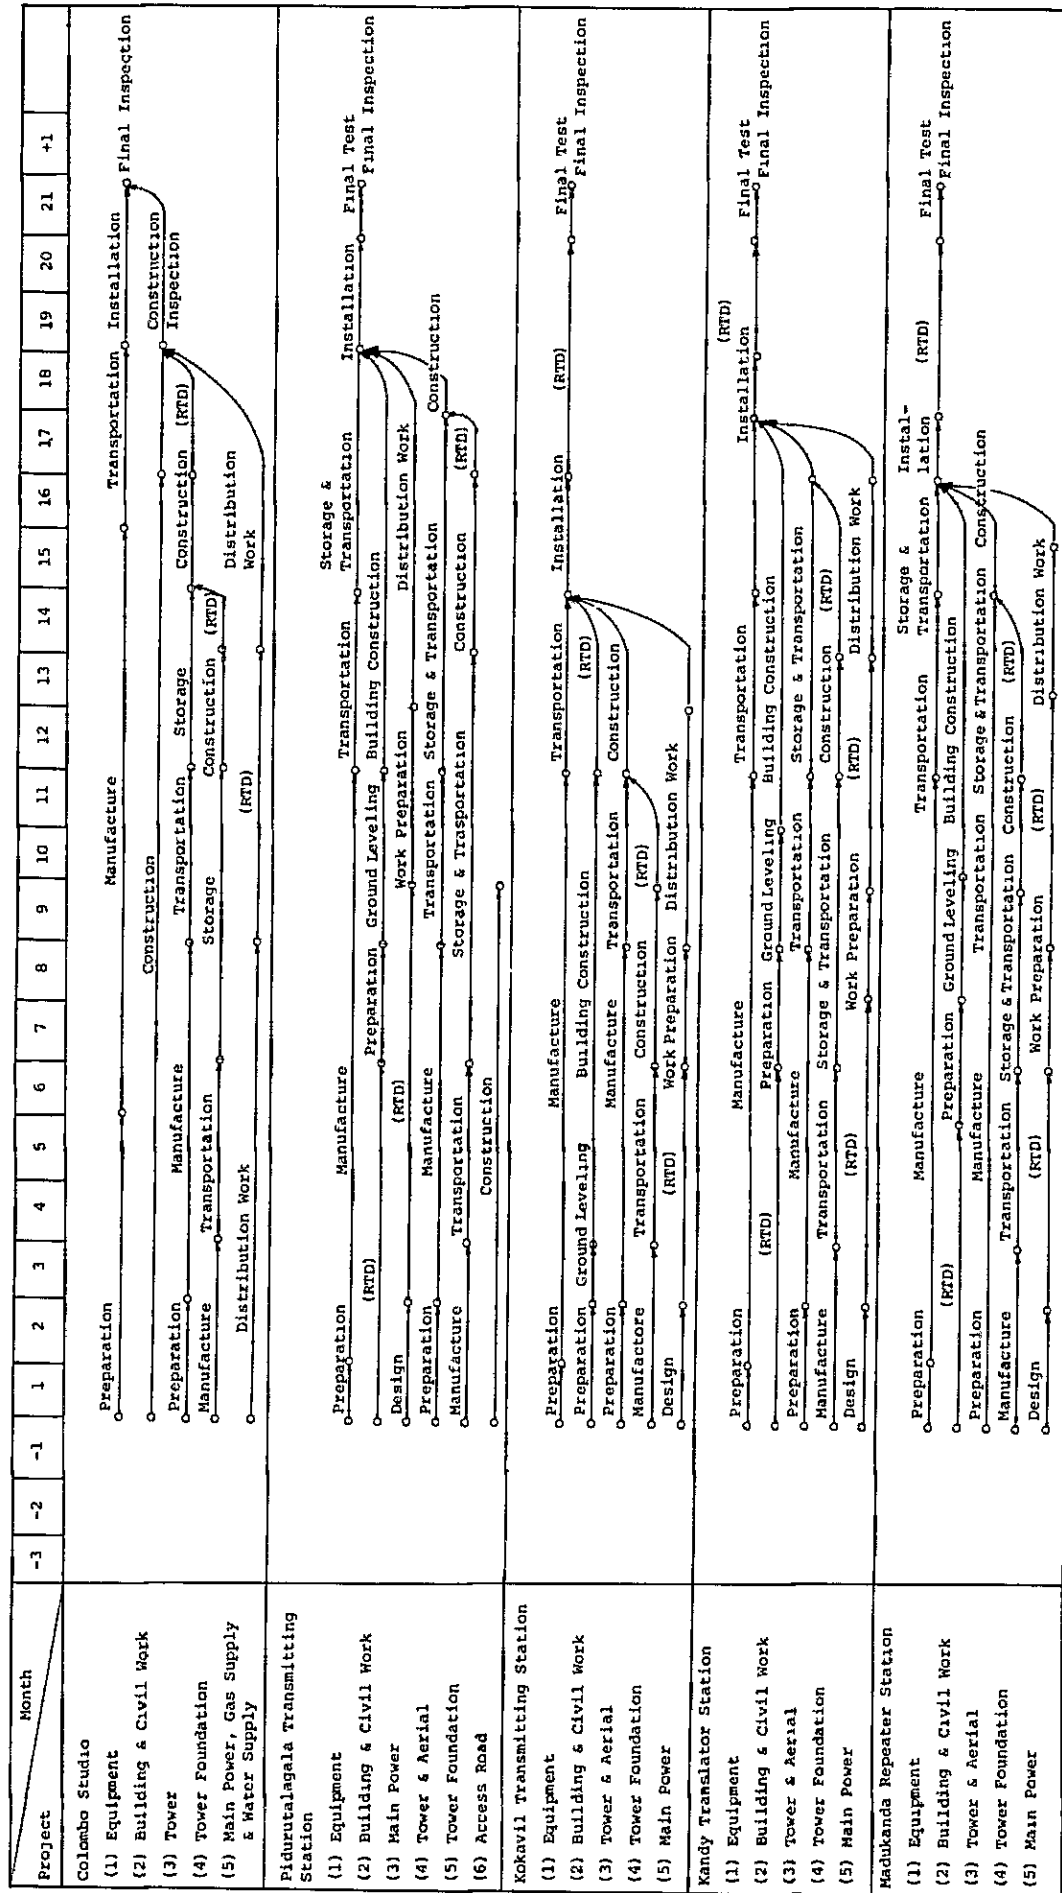 Month
Project
-3 -2 -1 1 2 3 4 5 6 7 8 9 10 11 12 13 14 15 16 17 18 19 20 21 +1
Colombo Studio
(1) Equipment
Preparation Manufacture Transportation Installation Final Inspection
(2) Building & Civil Work
Construction Construction Inspection
(3) Tower
Preparation Manufacture Transportation Storage Construction (RTD)
(4) Tower Foundation
Manufacture Transportation Storage Construction (RTD)
(5) Main Power, Gas Supply
& Water Supply
Distribution Work (RTD) Distribution Work
Pidurutalagala Transmitting
Station
(1) Equipment
Preparation Manufacture Transportation Storage & Transportation Installation Final Test
Final Inspection
(2) Building & Civil Work
(RTD) Preparation Ground Leveling Building Construction
(3) Main Power
Design (RTD) Work Preparation Distribution Work
(4) Tower & Aerial
Preparation Manufacture Transportation Storage & Transportation Construction
(5) Tower Foundation
Manufacture Transportation Storage & Trasportation Construction (RTD)
(6) Access Road
Construction
Kokavil Transmitting Station
(1) Equipment
Preparation Manufacture Transportation Installation (RTD) Final Test
Final Inspection
(2) Building & Civil Work
Preparation Ground Leveling Building Construction (RTD)
(3) Tower & Aerial
Preparation Manufacture Transportation Construction
(4) Tower Foundation
Manufactore Transportation Construction (RTD)
(5) Main Power
Design (RTD) Work Preparation Distribution Work
Kandy Translator Station
(1) Equipment
Preparation Manufacture Transportation Installation (RTD) Final Test
Final Inspection
(2) Building & Civil Work
(RTD) Preparation Ground Leveling Building Construction
(3) Tower & Aerial
Preparation Manufacture Transportation Storage & Transportation
(4) Tower Foundation
Manufacture Transportation Storage & Transportation Construction (RTD)
(5) Main Power
Design (RTD) Work Preparation (RTD) Distribution Work
Madukanda Repeater Station
(1) Equipment
Preparation Manufacture Transportation Storage & Transportation Instal-
lation (RTD) Final Test
Final Inspection
(2) Building & Civil Work
(RTD) Preparation Ground Leveling Building Construction
(3) Tower & Aerial
Preparation Manufacture Transportation Storage & Transportation Construction
(4) Tower Foundation
Manufacture Transportation Storage & Transportation Construction (RTD)
(5) Main Power
Design (RTD) Work Preparation (RTD) Distribution Work